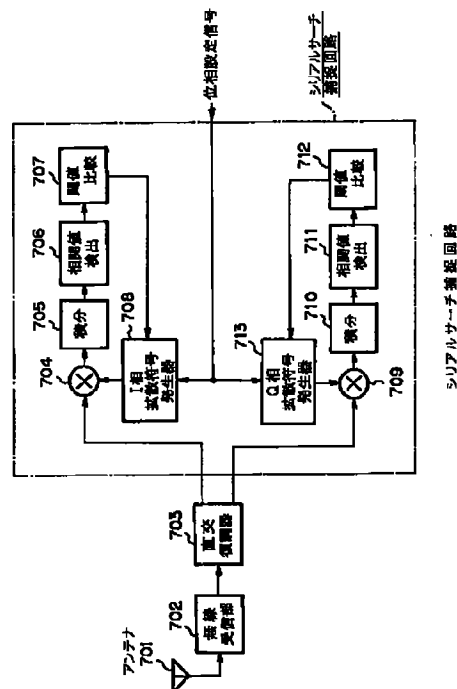 アンテナ
701
702
無線
受信部
703
直交
復調器
704
705
積分
706
相関値
検出
707
閾値
比較
708
I相
拡散符号
発生器
713
Q相
拡散符号
発生器
709
710
積分
711
相関値
検出
712
閾値
比較
位相設定信号
シリアルサーチ
捕捉回路
シリアルサーチ捕捉回路